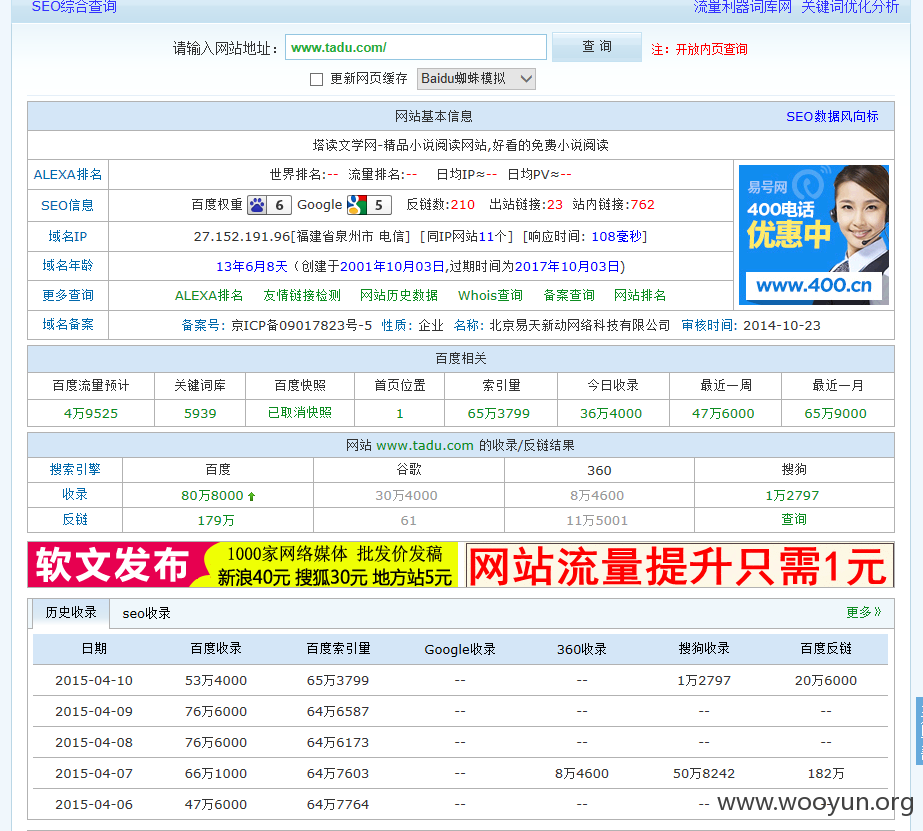 SEO综合查询 流量利器词库网 关键词优化分析
请输入网站地址： www.tadu.com/ 查 询 注：开放内页查询
更新网页缓存 Baidu蜘蛛模拟
网站基本信息 SEO数据风向标
塔读文学网-精品小说阅读网站,好看的免费小说阅读
ALEXA排名 世界排名:-- 流量排名:-- 日均IP≈-- 日均PV≈--
SEO信息 百度权重 6 Google 5 反链数:210 出站链接:23 站内链接:762
域名IP 27.152.191.96[福建省泉州市 电信] [同IP网站11个] [响应时间：108毫秒]
域名年龄 13年6月8天（创建于2001年10月03日,过期时间为2017年10月03日)
更多查询 ALEXA排名 友情链接检测 网站历史数据 Whois查询 备案查询 网站排名
域名备案 备案号：京ICP备09017823号-5 性质：企业 名称：北京易天新动网络科技有限公司 审核时间：2014-10-23
易号网
400电话
优惠中
www.400.cn
百度相关
百度流量预计 关键词库 百度快照 首页位置 索引量 今日收录 最近一周 最近一月
4万9525 5939 已取消快照 1 65万3799 36万4000 47万6000 65万9000
网站 www.tadu.com 的收录/反链结果
搜索引擎 百度 谷歌 360 搜狗
收录 80万8000 30万4000 8万4600 1万2797
反链 179万 61 11万5001 查询
软文发布 1000家网络媒体 批发价发稿
新浪40元 搜狐30元 地方站5元
网站流量提升只需1元
历史收录 seo收录 更多》
日期 百度收录 百度索引量 Google收录 360收录 搜狗收录 百度反链
2015-04-10 53万4000 65万3799 -- -- 1万2797 20万6000
2015-04-09 76万6000 64万6587 -- -- -- --
2015-04-08 76万6000 64万6173 -- -- -- --
2015-04-07 66万1000 64万7603 -- 8万4600 50万8242 182万
2015-04-06 47万6000 64万7764 -- -- --
www.wooyun.org